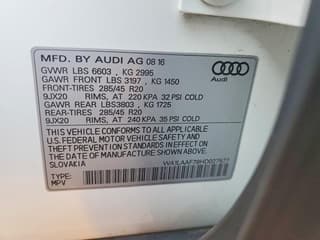 MFD. BY AUDI AG 08 16
GVWR LBS 6603 , KG 2995
GAWR FRONT LBS 3197 , KG 1450
FRONT-TIRES 285/45 R20
9JX20 RIMS, AT 220 KPA 32 PSI COLD
GAWR REAR LBS3803 , KG 1725
REAR-TIRES 285/45 R20
9JX20 RIMS, AT 240 KPA 35 PSI COLD
THIS VEHICLE CONFORMS TO ALL APPLICABLE
U.S. FEDERAL MOTOR VEHICLE SAFETY
STANDARDS IN EFFECT ON
THE DATE OF MANUFACTURE SHOWN ABOVE
SLOVAKIA
TYPE:
MPV
Audi